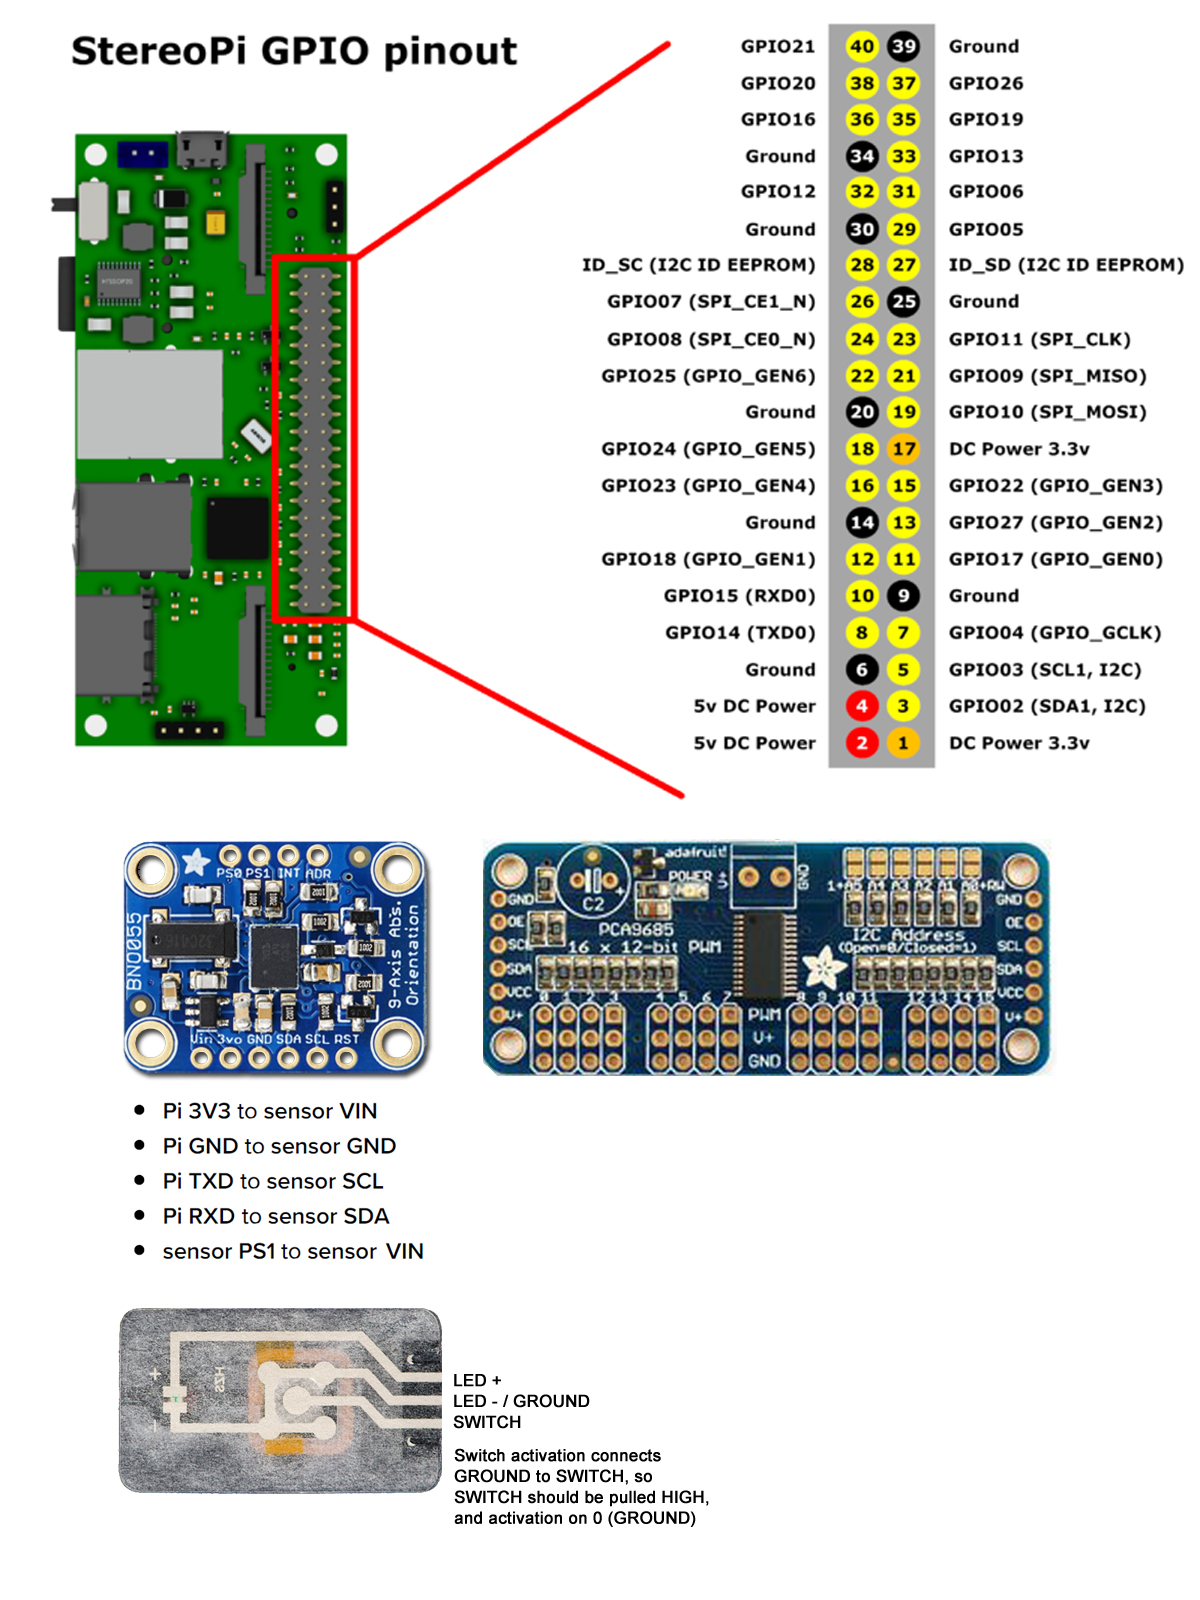 StereoPi GPIO pinout
GPIO21 40 39 Ground
GPIO20 38 37 GPIO26
GPIO16 36 35 GPIO19
Ground 34 33 GPIO13
GPIO12 32 31 GPIO06
Ground 30 29 GPIO05
ID_SC (I2C ID EEPROM) 28 27 ID_SD (I2C ID EEPROM)
GPIO07 (SPI_CE1_N) 26 25 Ground
GPIO08 (SPI_CE0_N) 24 23 GPIO11 (SPI_CLK)
GPIO25 (GPIO_GEN6) 22 21 GPIO09 (SPI_MISO)
Ground 20 19 GPIO10 (SPI_MOSI)
GPIO24 (GPIO_GEN5) 18 17 DC Power 3.3v
GPIO23 (GPIO_GEN4) 16 15 GPIO22 (GPIO_GEN3)
Ground 14 13 GPIO27 (GPIO_GEN2)
GPIO18 (GPIO_GEN1) 12 11 GPIO17 (GPIO_GEN0)
GPIO15 (RXD0) 10 9 Ground
GPIO14 (TXD0) 8 7 GPIO04 (GPIO_GCLK)
Ground 6 5 GPIO03 (SCL1, I2C)
5v DC Power 4 3 GPIO02 (SDA1, I2C)
5v DC Power 2 1 DC Power 3.3v
PS0 PS1 INT ADR
BNO055
9-Axis Abs.
Orientation
Vin 3vo GND SDA SCL RST
adafruit!
POWER
GND
C2
+
PCA9685
16 x 12-bit PWM
GND
OE
SCL
SDA
VCC
V+
1+A5 A4 A3 A2 A1 A0+RW
I2C Address
(Open=0/Closed=1)
GND
OE
SCL
SDA
VCC
V+
0 1 2 3 4 5 6 7 8 9 10 11 12 13 14 15
PWM
V+
GND
• Pi 3V3 to sensor VIN
• Pi GND to sensor GND
• Pi TXD to sensor SCL
• Pi RXD to sensor SDA
• sensor PS1 to sensor VIN
+
-
LED +
LED - / GROUND
SWITCH
Switch activation connects
GROUND to SWITCH, so
SWITCH should be pulled HIGH,
and activation on 0 (GROUND)